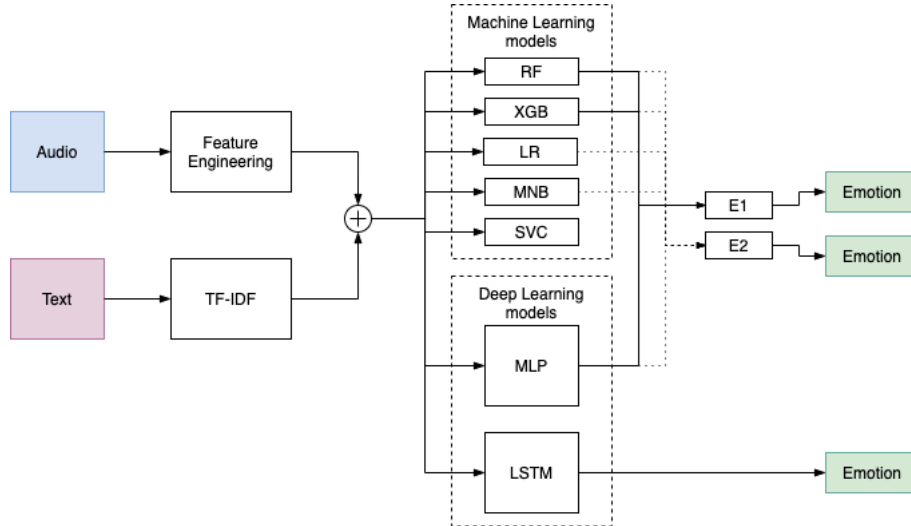 Machine Learning
models
RF
XGB
LR
MNB
SVC
Audio
Feature
Engineering
Text
TF-IDF
Deep Learning
models
MLP
LSTM
E1
E2
Emotion
Emotion
Emotion